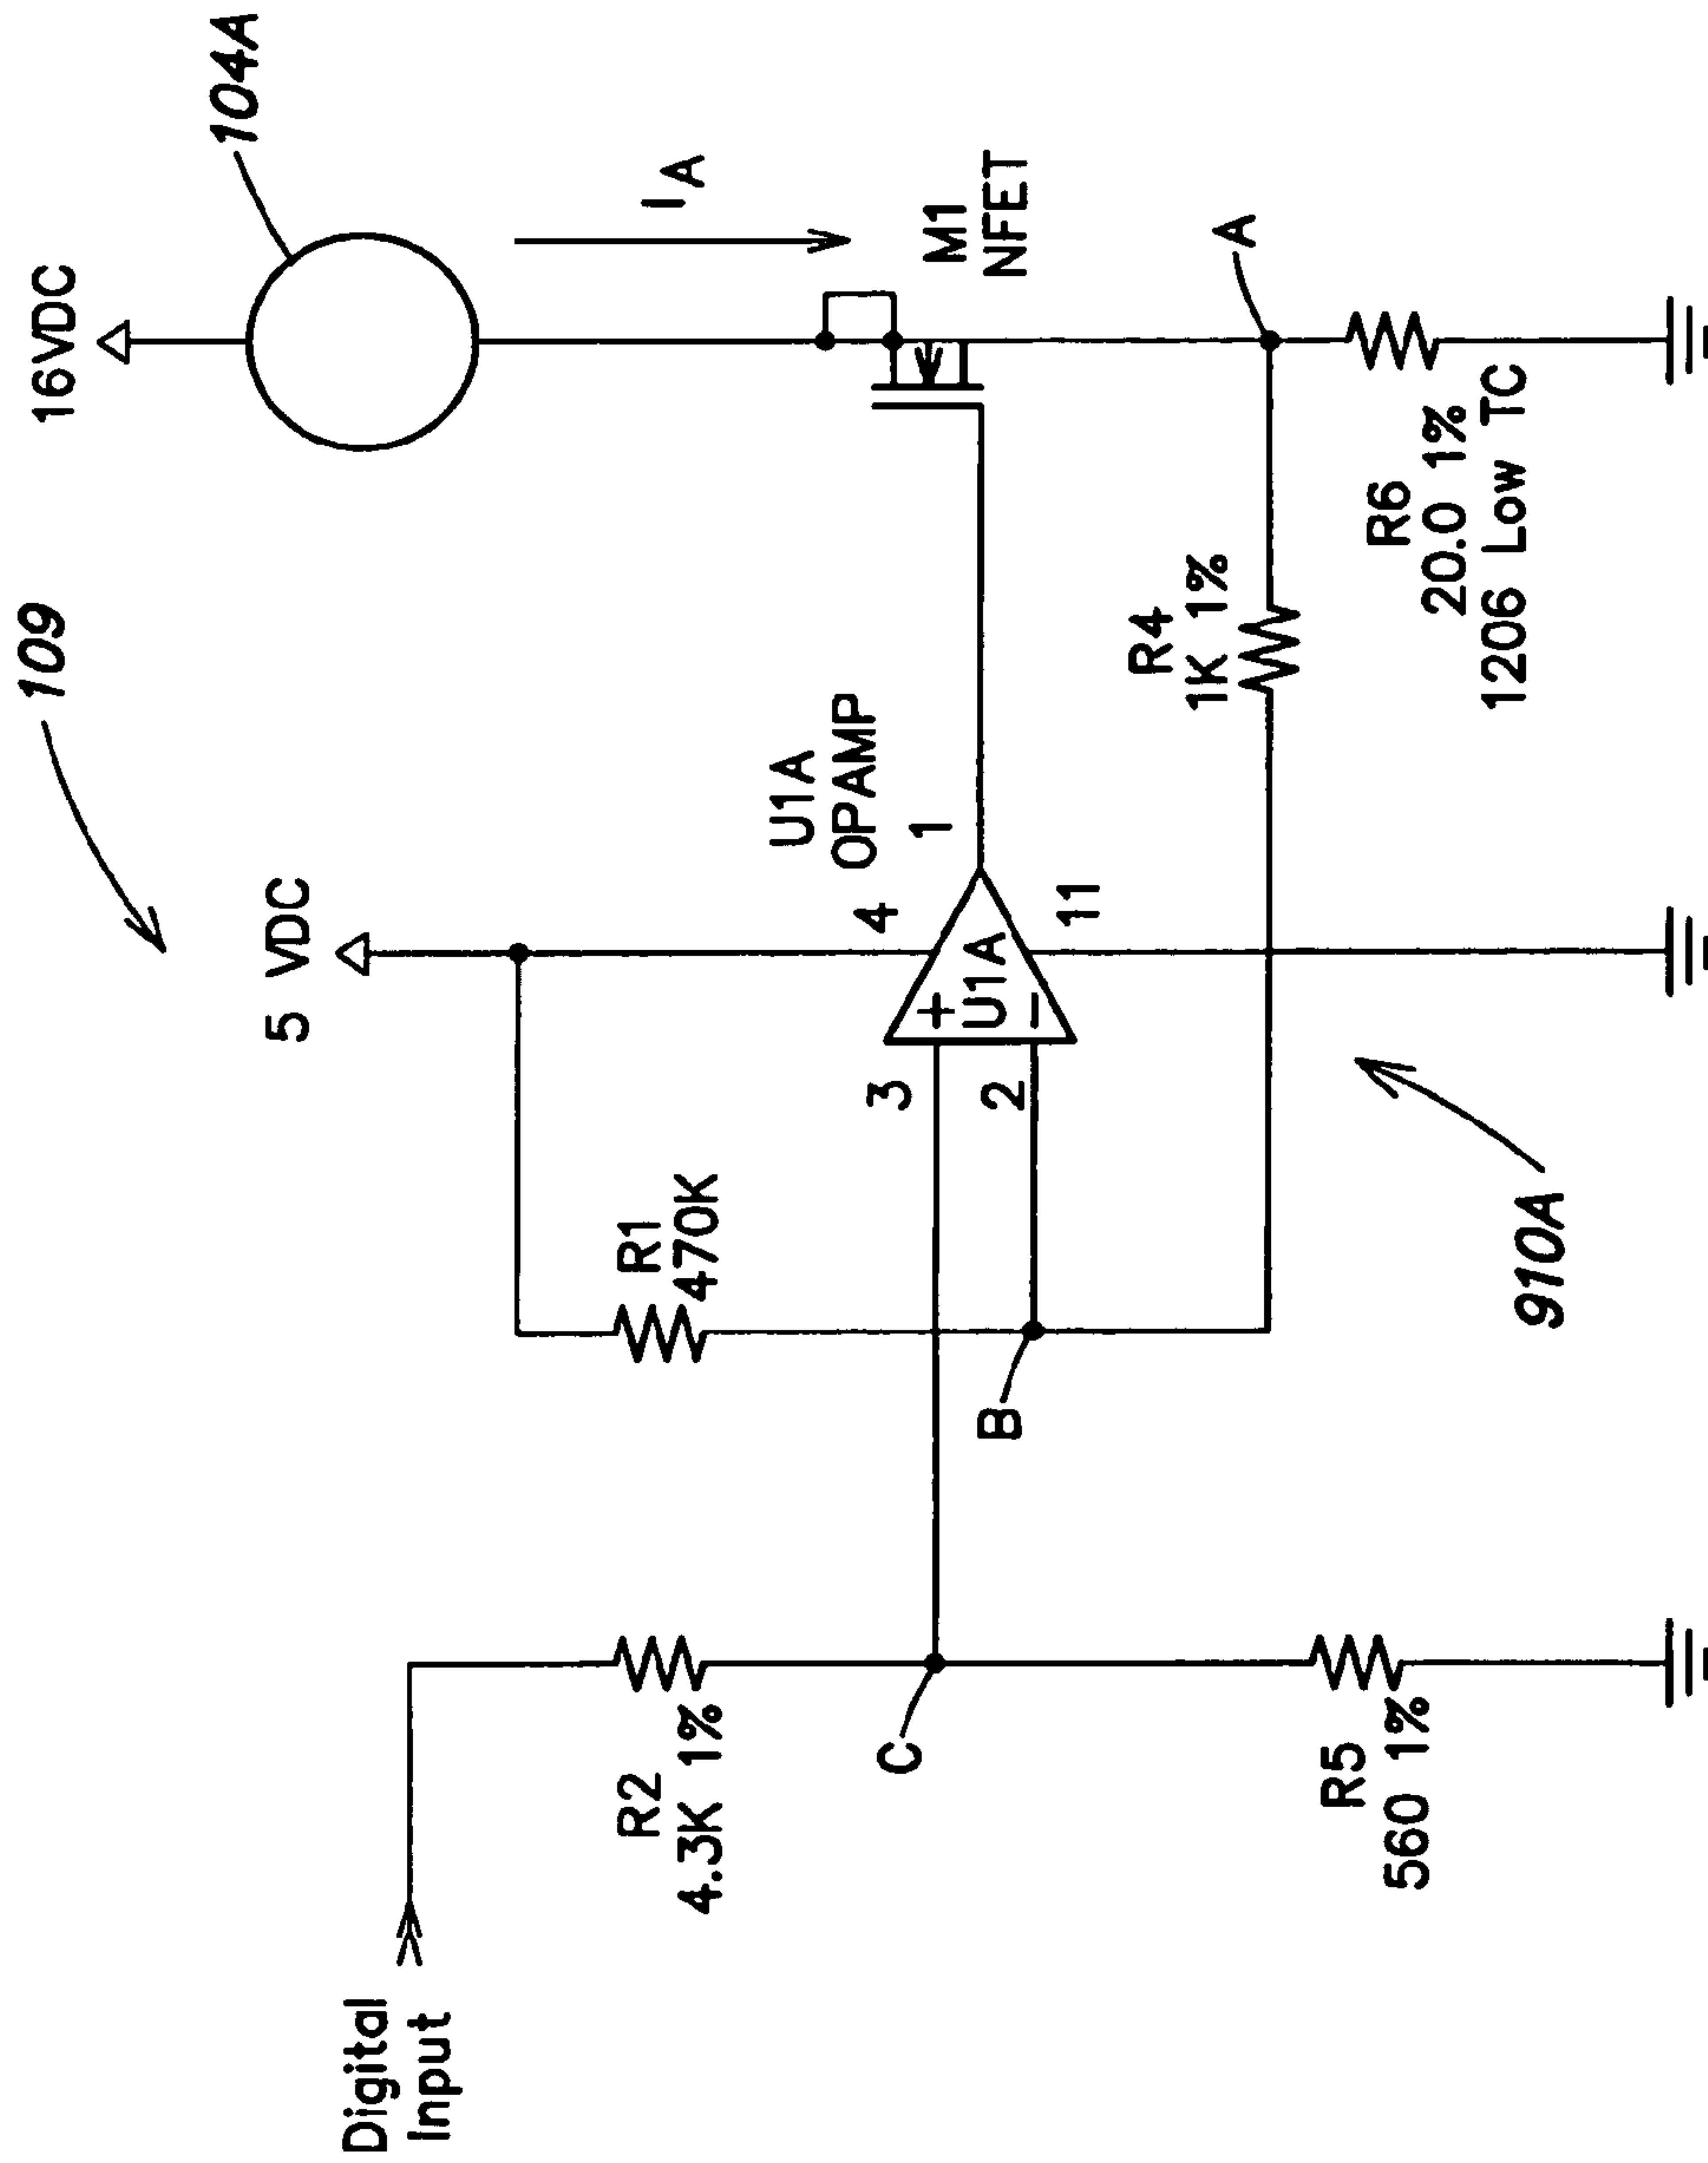 109
16VDC
104A
5 VDC
I A
M1
NFET
U1A
OPAMP
4
1
3
+
U1A
−
2
11
R1
470K
B
A
R4
1K 1%
R6
20.0 1%
1206 Low TC
Digital
Input
R2
4.3K 1%
C
R5
560 1%
910A